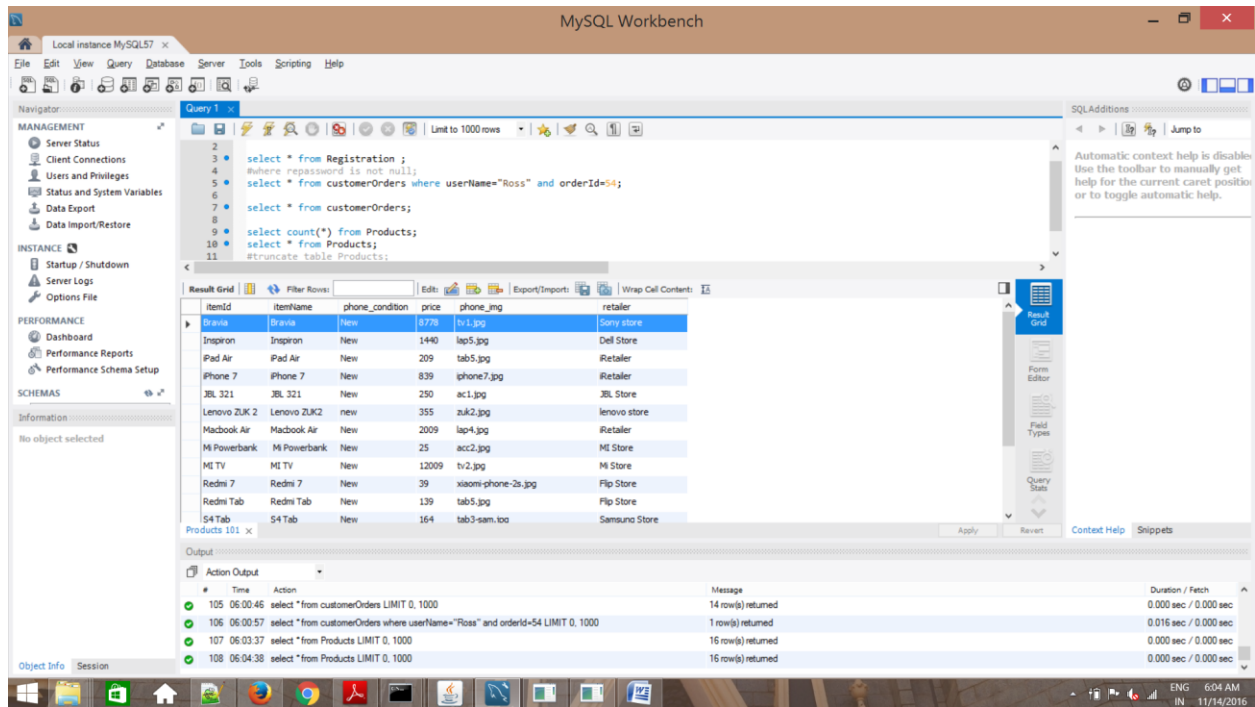 MySQL Workbench
Local instance MySQL57 ×
File Edit View Query Database Server Tools Scripting Help
Navigator
MANAGEMENT
Server Status
Client Connections
Users and Privileges
Status and System Variables
Data Export
Data Import/Restore
INSTANCE
Startup / Shutdown
Server Logs
Options File
PERFORMANCE
Dashboard
Performance Reports
Performance Schema Setup
SCHEMAS
Information
No object selected
Object Info Session
Query 1 ×
Limit to 1000 rows
2
3 select * from Registration ;
4 #where repassword is not null;
5 select * from customerOrders where userName="Ross" and orderId=54;
6
7 select * from customerOrders;
8
9 select count(*) from Products;
10 select * from Products;
11 #truncate table Products;
Result Grid Filter Rows: Edit: Export/Import: Wrap Cell Content:
itemId itemName phone_condition price phone_img retailer
Bravia Bravia New 8778 tv1.jpg Sony store
Inspiron Inspiron New 1440 lap5.jpg Dell Store
iPad Air iPad Air New 209 tab5.jpg iRetailer
iPhone 7 iPhone 7 New 839 iphone7.jpg iRetailer
JBL 321 JBL 321 New 250 ac1.jpg JBL Store
Lenovo ZUK 2 Lenovo ZUK2 new 355 zuk2.jpg lenovo store
Macbook Air Macbook Air New 2009 lap4.jpg iRetailer
Mi Powerbank Mi Powerbank New 25 acc2.jpg MI Store
MI TV MI TV New 12009 tv2.jpg Mi Store
Redmi 7 Redmi 7 New 39 xiaomi-phone-2s.jpg Flip Store
Redmi Tab Redmi Tab New 139 tab5.jpg Flip Store
S4 Tab S4 Tab New 164 tab3-sam.jpg Samsung Store
Result Grid
Form Editor
Field Types
Query Stats
Products 101 ×
Apply Revert
SQLAdditions
Jump to
Automatic context help is disable
Use the toolbar to manually get
help for the current caret position
or to toggle automatic help.
Context Help Snippets
Output
Action Output
# Time Action Message Duration / Fetch
105 06:00:46 select * from customerOrders LIMIT 0, 1000 14 row(s) returned 0.000 sec / 0.000 sec
106 06:00:57 select * from customerOrders where userName="Ross" and orderId=54 LIMIT 0, 1000 1 row(s) returned 0.016 sec / 0.000 sec
107 06:03:37 select * from Products LIMIT 0, 1000 16 row(s) returned 0.000 sec / 0.000 sec
108 06:04:38 select * from Products LIMIT 0, 1000 16 row(s) returned 0.000 sec / 0.000 sec
ENG 6:04 AM
IN 11/14/2016